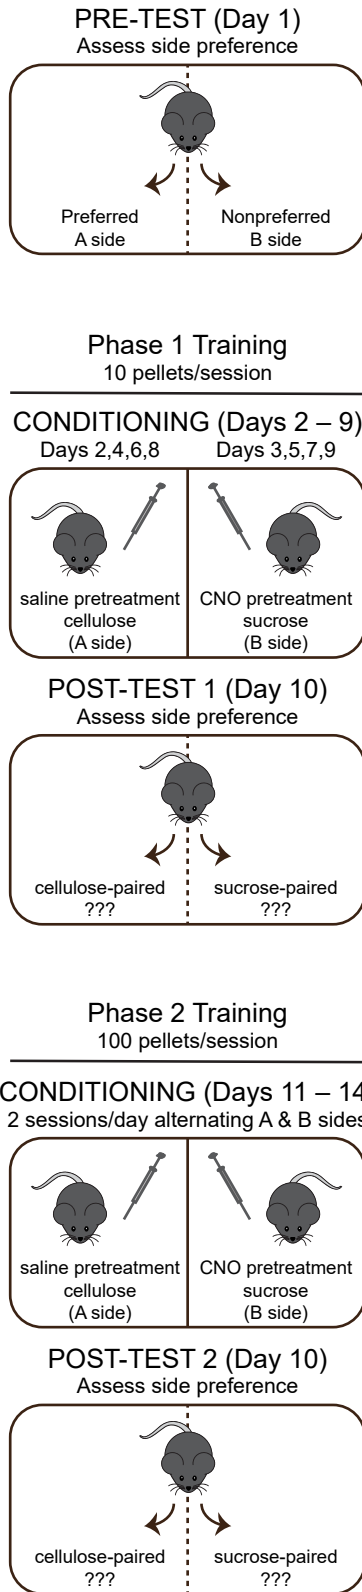 PRE-TEST (Day 1)
Assess side preference
Preferred
A side
Nonpreferred
B side
Phase 1 Training
10 pellets/session
CONDITIONING (Days 2 – 9)
Days 2,4,6,8
Days 3,5,7,9
saline pretreatment
cellulose
(A side)
CNO pretreatment
sucrose
(B side)
POST-TEST 1 (Day 10)
Assess side preference
cellulose-paired
???
sucrose-paired
???
Phase 2 Training
100 pellets/session
CONDITIONING (Days 11 – 14
2 sessions/day alternating A & B sides
saline pretreatment
cellulose
(A side)
CNO pretreatment
sucrose
(B side)
POST-TEST 2 (Day 10)
Assess side preference
cellulose-paired
???
sucrose-paired
???